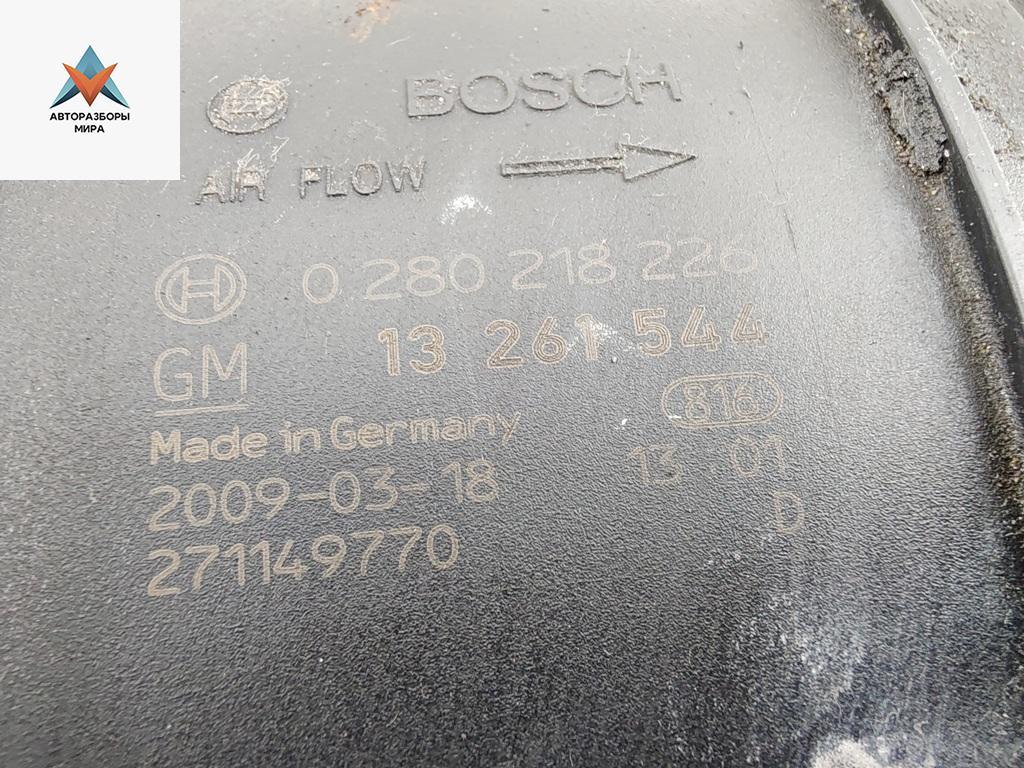 АВТОРАЗБОРЫ
МИРА
BOSCH
AIR FLOW
0 280 218 226
GM 13 261 544
816
Made in Germany
2009-03-18 13 01
D
271149770